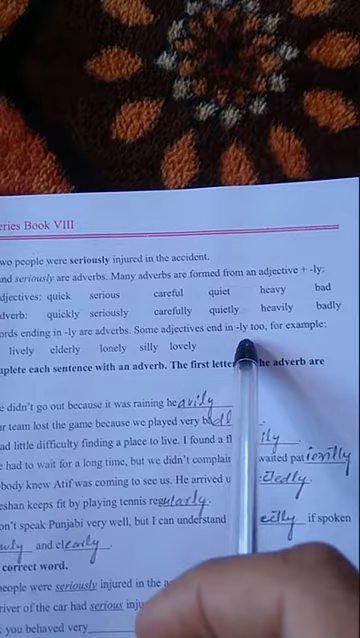 eries Book VIII
wo people were seriously injured in the accident.
nd seriously are adverbs. Many adverbs are formed from an adjective + -ly:
djectives: quick serious careful quiet heavy bad
dverb: quickly seriously carefully quietly heavily badly
ords ending in -ly are adverbs. Some adjectives end in -ly too, for example:
lively elderly lonely silly lovely
mplete each sentence with an adverb. The first letter he adverb are
e didn't go out because it was raining heavily
r team lost the game because we played very b
ad little difficulty finding a place to live. I found a fl ily
e had to wait for a long time, but we didn't complain waited patiently
body knew Atif was coming to see us. He arrived u ctedly.
eshan keeps fit by playing tennis regularly.
on't speak Punjabi very well, but I can understand ectly if spoken
wly and clearly.
correct word.
people were seriously injured in the a
river of the car had serious inju
you behaved very